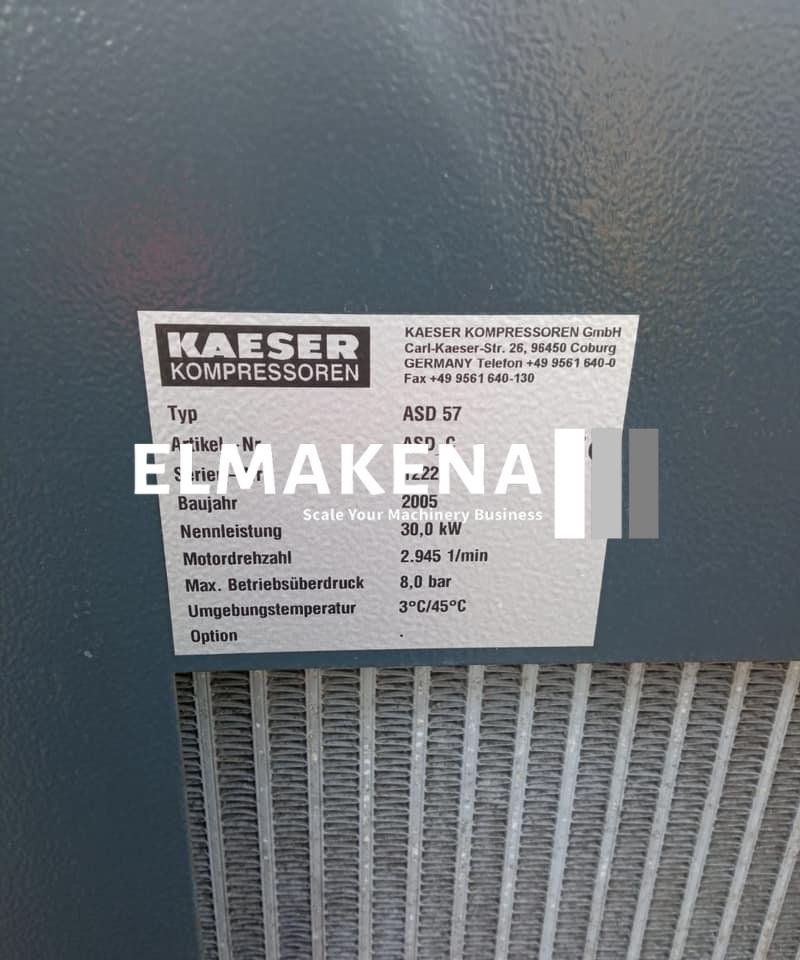 KAESER
KOMPRESSOREN
KAESER KOMPRESSOREN GmbH
Carl-Kaeser-Str. 26, 96450 Coburg
GERMANY Telefon +49 9561 640-0
Fax +49 9561 640-130
Typ ASD 57
Artikel-Nr.
ELMAKENA
Baujahr 2005
Scale Your Machinery Business
Nennleistung 30,0 kW
Motordrehzahl 2.945 1/min
Max. Betriebsüberdruck 8,0 bar
Umgebungstemperatur 3°C/45°C
Option .